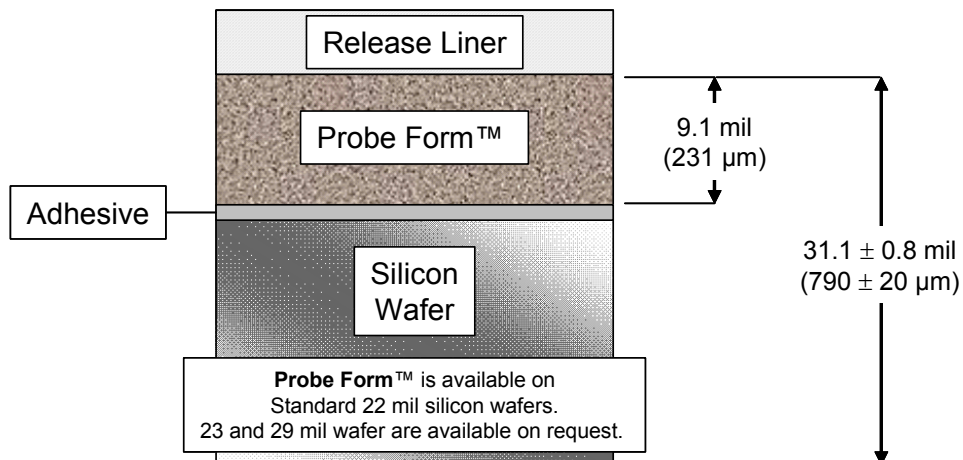 Release Liner
Probe Form™
9.1 mil
(231 µm)
Adhesive
31.1 ± 0.8 mil
(790 ± 20 µm)
Silicon
Wafer
Probe Form™ is available on
Standard 22 mil silicon wafers.
23 and 29 mil wafer are available on request.